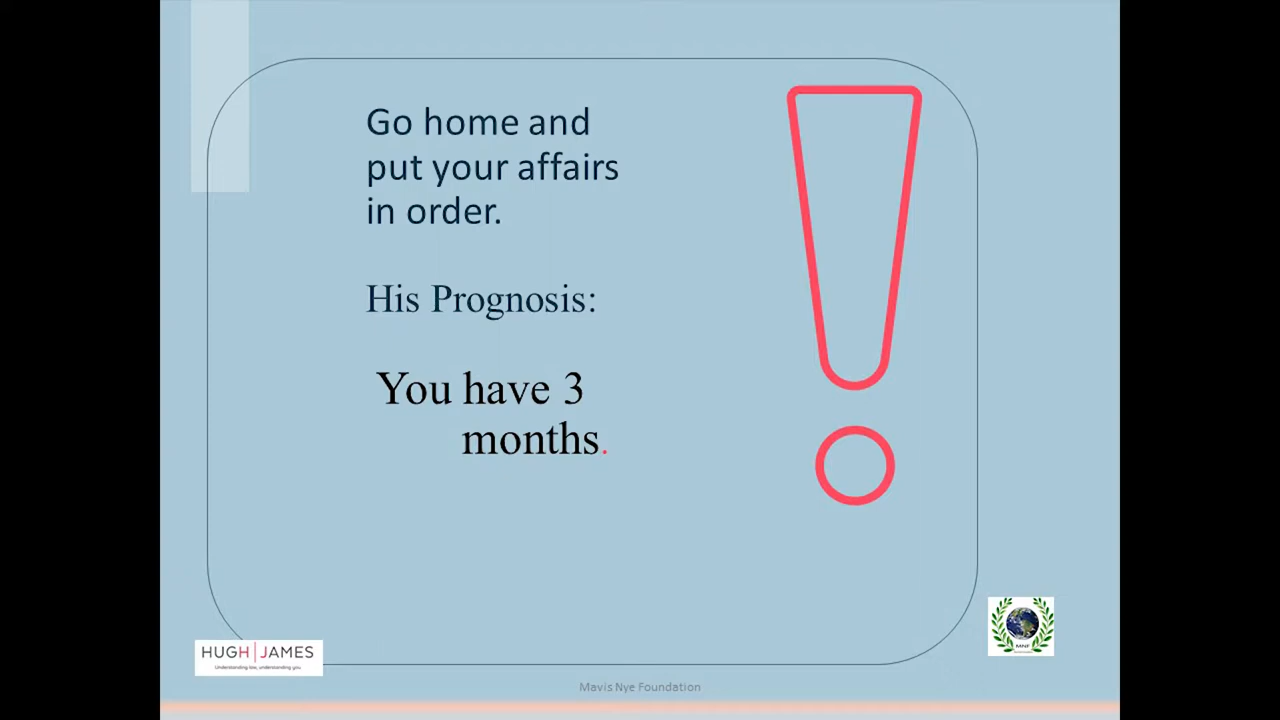 Go home and
put your affairs
in order.
His Prognosis:
You have 3
months.
HUGH|JAMES
Understanding law, understanding you.
MNF
Mavis Nye Foundation